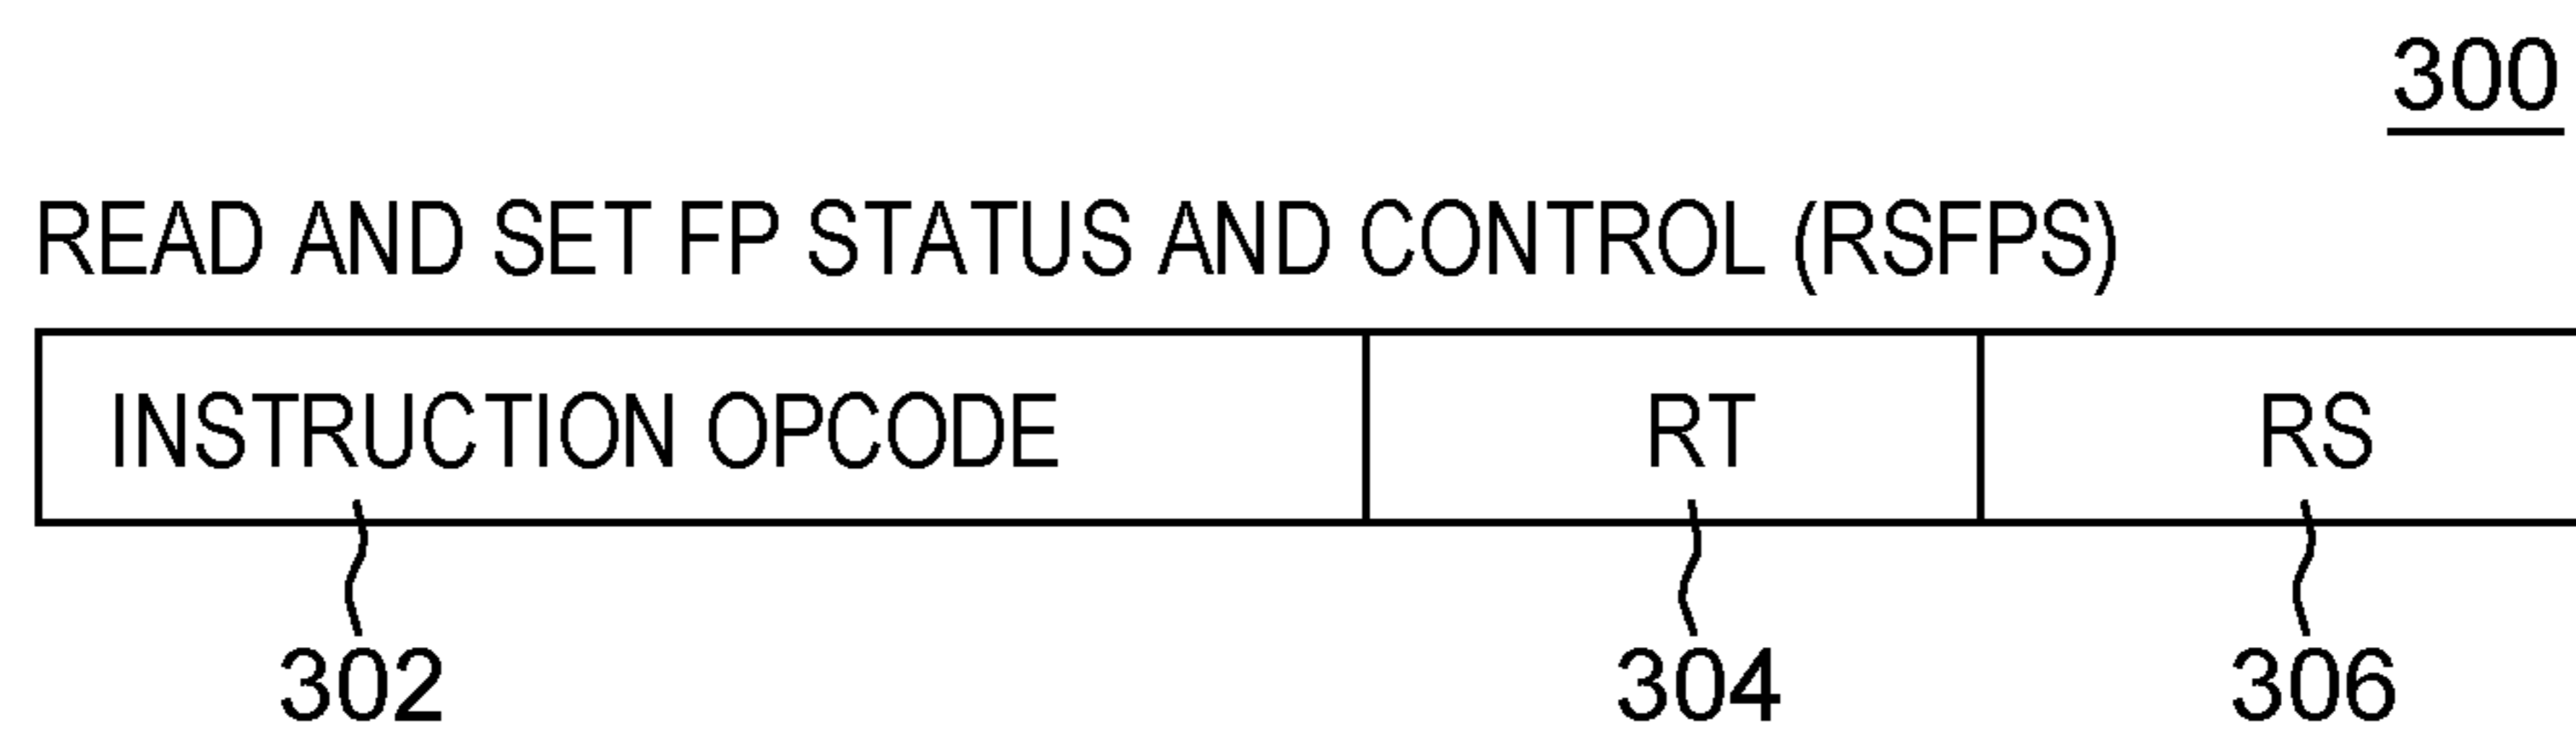 300
READ AND SET FP STATUS AND CONTROL (RSFPS)
INSTRUCTION OPCODE RT RS
302 304 306